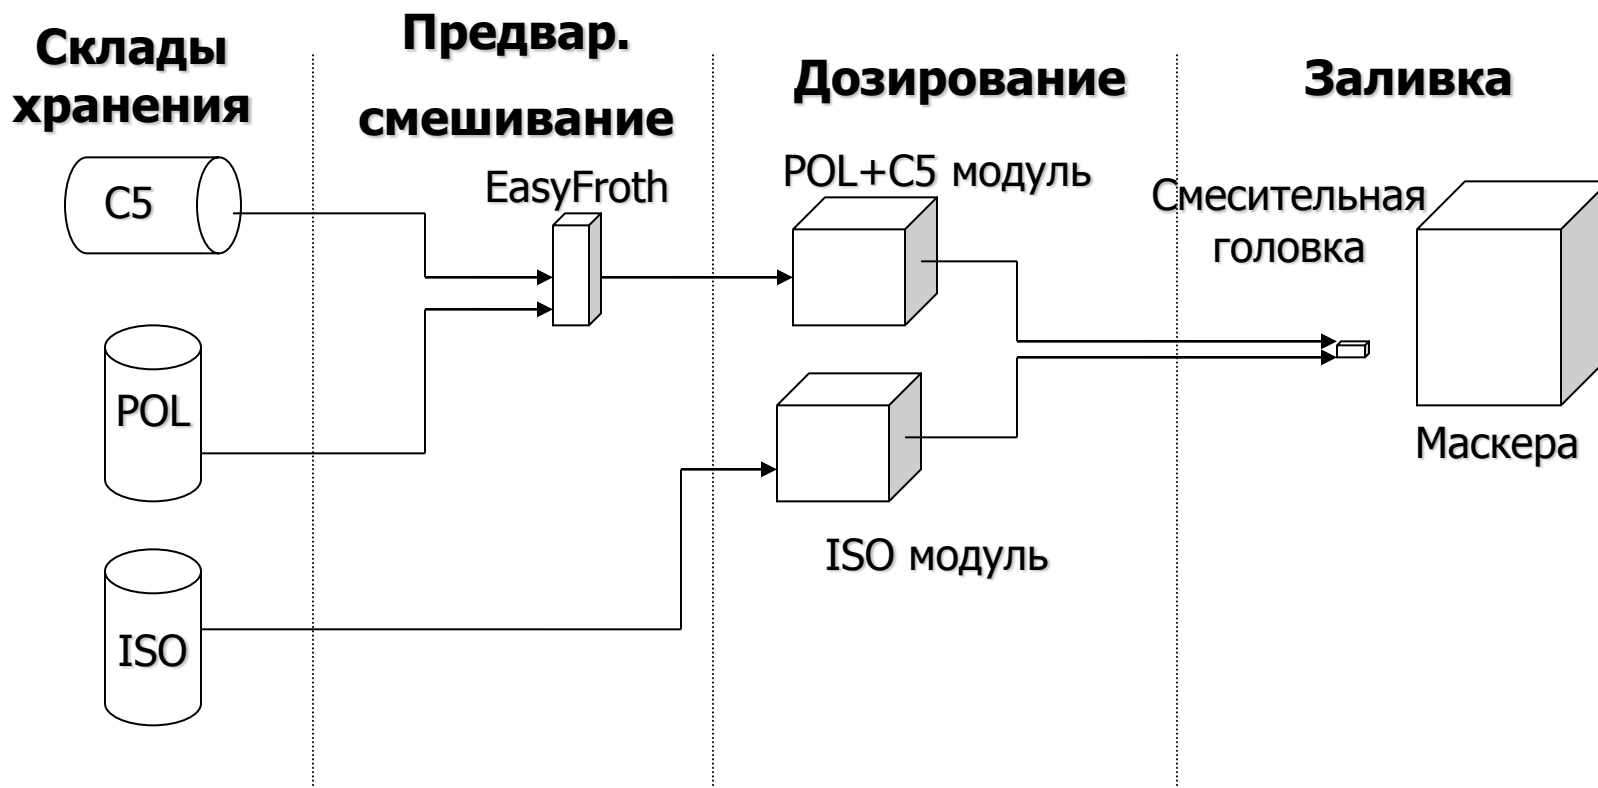 Склады
хранения
Предвар.
смешивание
Дозирование
Заливка
C5
EasyFroth
POL+C5 модуль
Смесительная
головка
POL
Маскера
ISO модуль
ISO